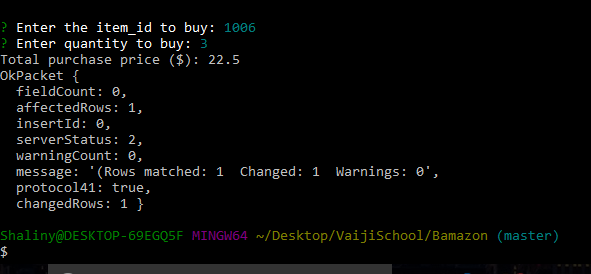 ? Enter the item_id to buy: 1006
? Enter quantity to buy: 3
Total purchase price ($): 22.5
OkPacket {
  fieldCount: 0,
  affectedRows: 1,
  insertId: 0,
  serverStatus: 2,
  warningCount: 0,
  message: '(Rows matched: 1  Changed: 1  Warnings: 0',
  protocol41: true,
  changedRows: 1 }
Shaliny@DESKTOP-69EGQ5F MINGW64 ~/Desktop/VaijiSchool/Bamazon (master)
$